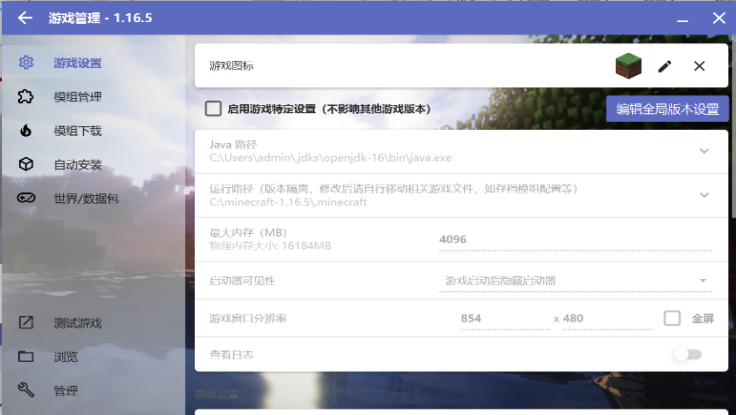 游戏管理 - 1.16.5
游戏设置
模组管理
模组下载
自动安装
世界/数据包
测试游戏
浏览
管理
游戏图标
启用游戏特定设置（不影响其他游戏版本）
编辑全局版本设置
Java 路径
C:\Users\admin\.jdks\openjdk-16\bin\java.exe
运行路径（版本隔离，修改后请自行移动相关游戏文件，如存档模组配置等）
C:\minecraft-1.16.5\.minecraft
最大内存（MB）
物理内存大小: 16184MB
4096
启动器可见性
游戏启动后隐藏启动器
游戏窗口分辨率
854 x 480
全屏
查看日志
高级设置